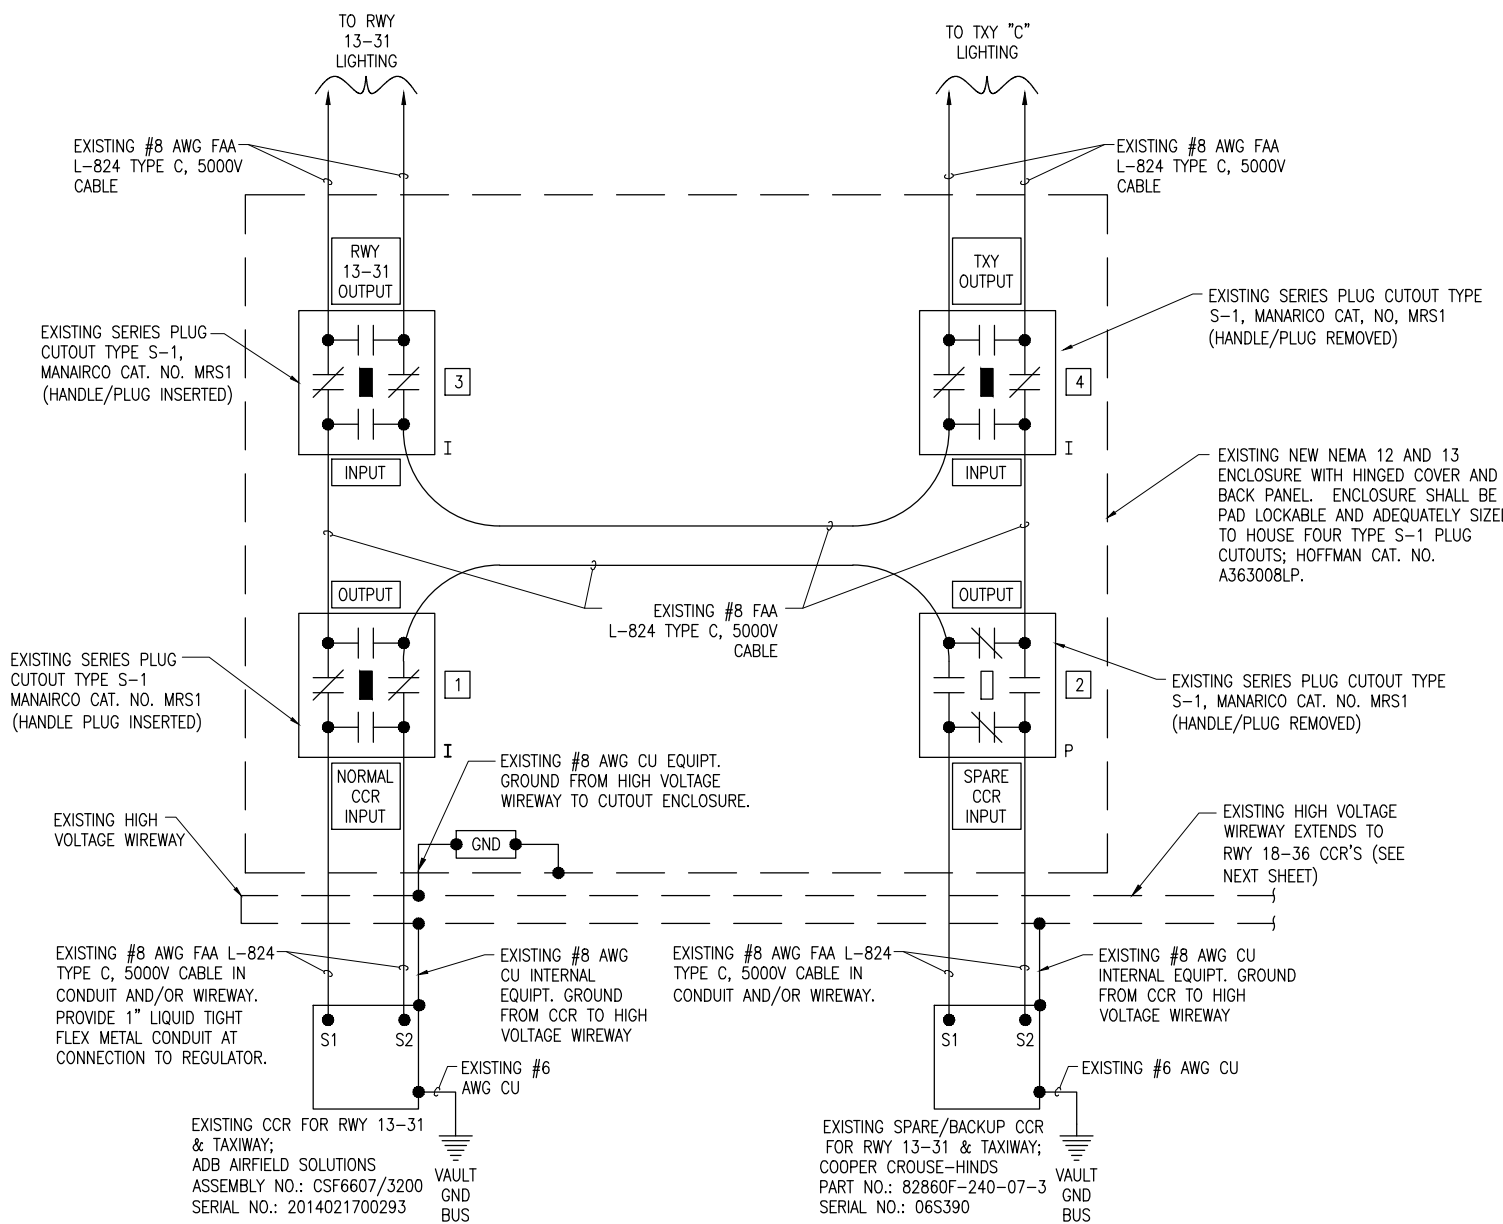 TO RWY
13-31
LIGHTING
TO TXY "C"
LIGHTING
EXISTING #8 AWG FAA
L-824 TYPE C, 5000V
CABLE
EXISTING #8 AWG FAA
L-824 TYPE C, 5000V
CABLE
RWY
13-31
OUTPUT
TXY
OUTPUT
EXISTING SERIES PLUG
CUTOUT TYPE S-1,
MANAIRCO CAT. NO. MRS1
(HANDLE/PLUG INSERTED)
3
I
INPUT
EXISTING SERIES PLUG CUTOUT TYPE
S-1, MANARICO CAT, NO, MRS1
(HANDLE/PLUG REMOVED)
4
I
INPUT
EXISTING NEW NEMA 12 AND 13
ENCLOSURE WITH HINGED COVER AND
BACK PANEL. ENCLOSURE SHALL BE
PAD LOCKABLE AND ADEQUATELY SIZED
TO HOUSE FOUR TYPE S-1 PLUG
CUTOUTS; HOFFMAN CAT. NO.
A363008LP.
OUTPUT
OUTPUT
EXISTING #8 FAA
L-824 TYPE C, 5000V
CABLE
EXISTING SERIES PLUG
CUTOUT TYPE S-1
MANAIRCO CAT. NO. MRS1
(HANDLE PLUG INSERTED)
1
I
2
P
EXISTING SERIES PLUG CUTOUT TYPE
S-1, MANARICO CAT. NO. MRS1
(HANDLE/PLUG REMOVED)
NORMAL
CCR
INPUT
SPARE
CCR
INPUT
EXISTING #8 AWG CU EQUIPT.
GROUND FROM HIGH VOLTAGE
WIREWAY TO CUTOUT ENCLOSURE.
EXISTING HIGH
VOLTAGE WIREWAY
GND
EXISTING HIGH VOLTAGE
WIREWAY EXTENDS TO
RWY 18-36 CCR'S (SEE
NEXT SHEET)
EXISTING #8 AWG FAA L-824
TYPE C, 5000V CABLE IN
CONDUIT AND/OR WIREWAY.
PROVIDE 1" LIQUID TIGHT
FLEX METAL CONDUIT AT
CONNECTION TO REGULATOR.
EXISTING #8 AWG
CU INTERNAL
EQUIPT. GROUND
FROM CCR TO HIGH
VOLTAGE WIREWAY
EXISTING #8 AWG FAA L-824
TYPE C, 5000V CABLE IN
CONDUIT AND/OR WIREWAY.
EXISTING #8 AWG CU
INTERNAL EQUIPT. GROUND
FROM CCR TO HIGH
VOLTAGE WIREWAY
S1 S2
S1 S2
EXISTING #6
AWG CU
EXISTING #6 AWG CU
EXISTING CCR FOR RWY 13-31
& TAXIWAY;
ADB AIRFIELD SOLUTIONS
ASSEMBLY NO.: CSF6607/3200
SERIAL NO.: 2014021700293
VAULT
GND
BUS
EXISTING SPARE/BACKUP CCR
FOR RWY 13-31 & TAXIWAY;
COOPER CROUSE-HINDS
PART NO.: 82860F-240-07-3
SERIAL NO.: 06S390
VAULT
GND
BUS